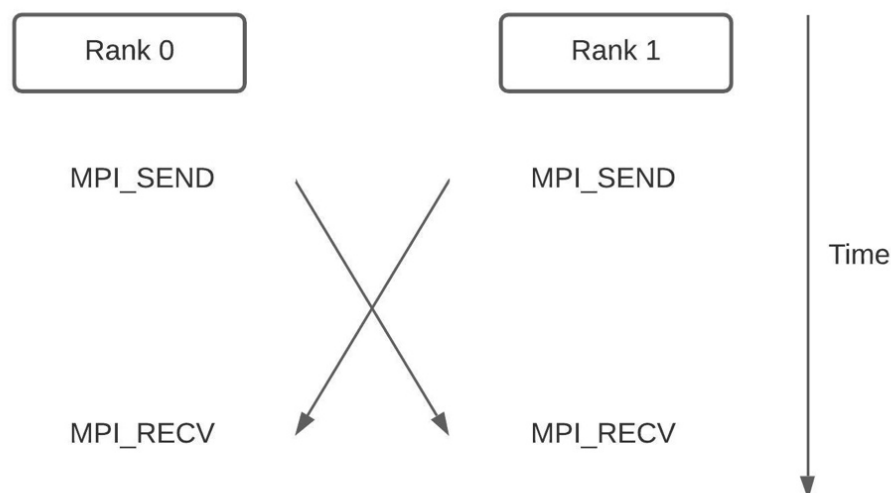 Rank 0
Rank 1
MPI_SEND
MPI_SEND
Time
MPI_RECV
MPI_RECV